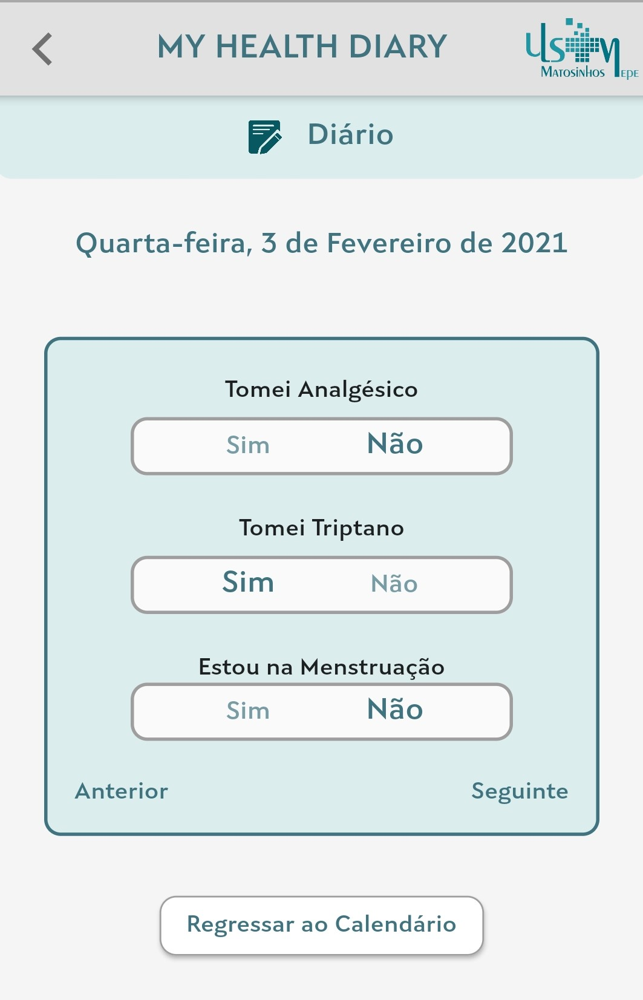 MY HEALTH DIARY
ULSM
MATOSINHOS EPE
Diário
Quarta-feira, 3 de Fevereiro de 2021
Tomei Analgésico
Sim Não
Tomei Triptano
Sim Não
Estou na Menstruação
Sim Não
Anterior Seguinte
Regressar ao Calendário